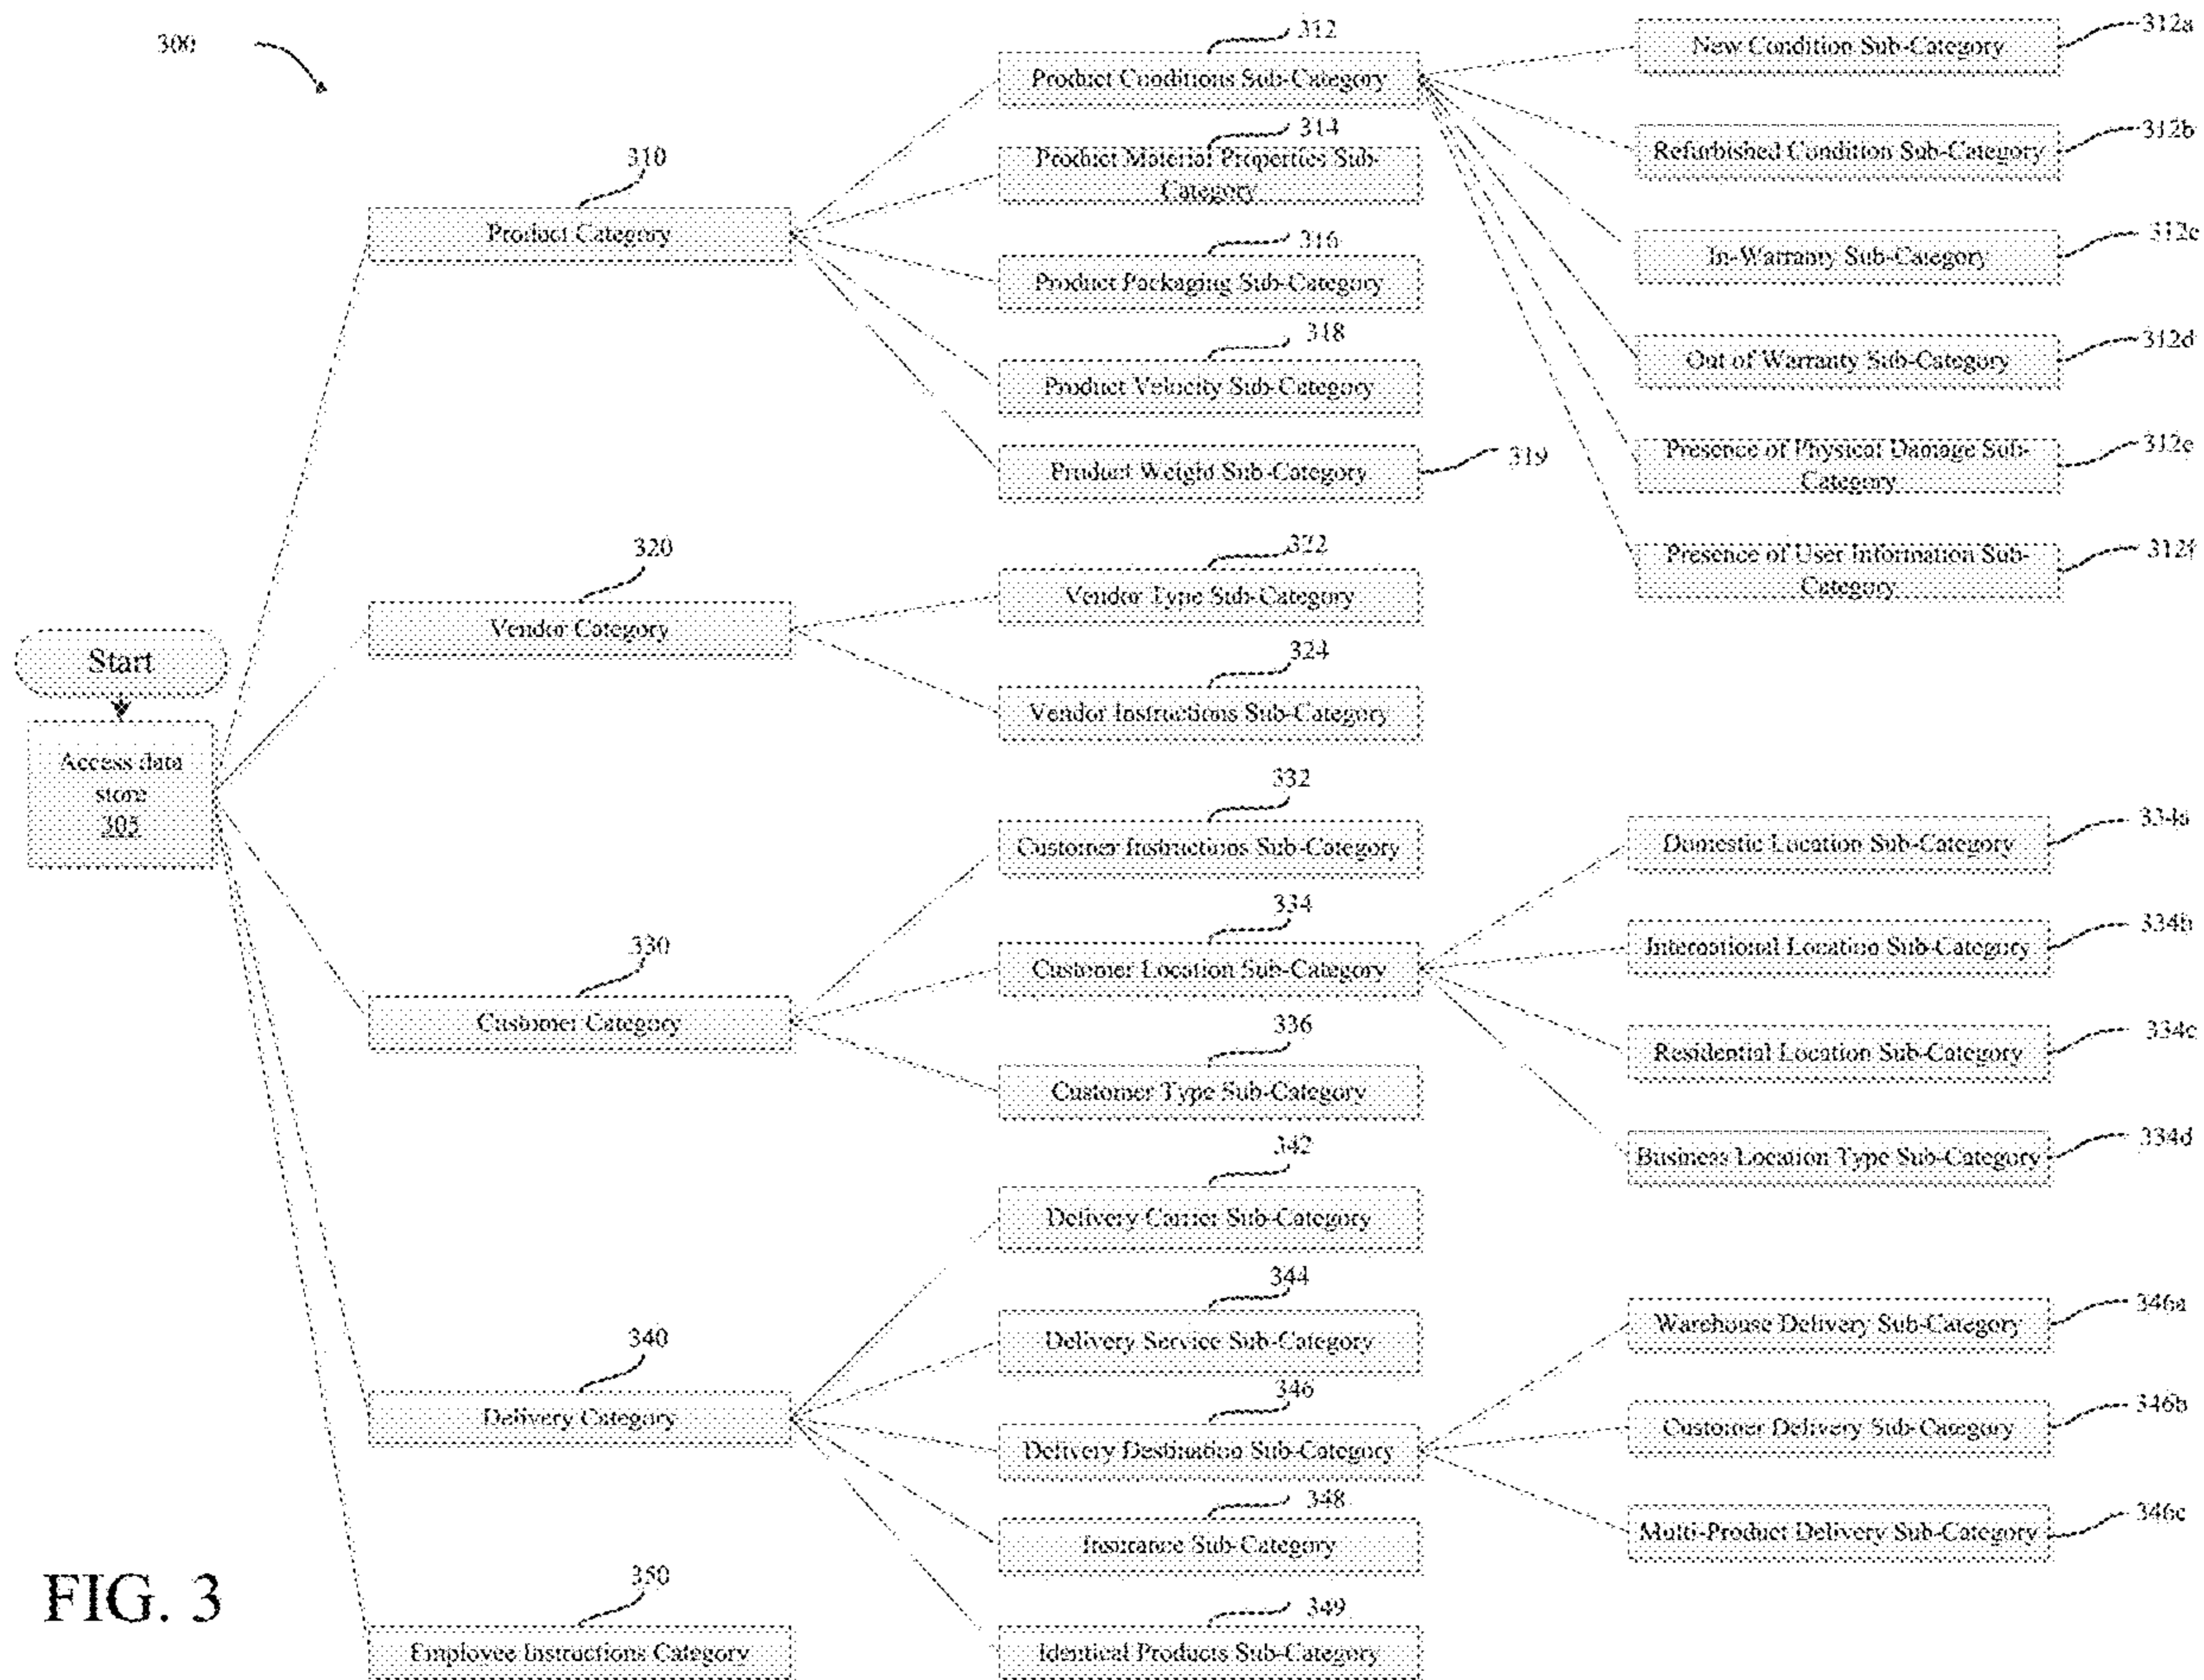 300
310
Product Category
312
Product Conditions Sub-Category
314
Product Material Properties Sub-
Category
316
Product Packaging Sub-Category
318
Product Velocity Sub-Category
Product Weight Sub-Category
319
312a
New Condition Sub-Category
312b
Refurbished Condition Sub-Category
312c
In-Warranty Sub-Category
312d
Out of Warranty Sub-Category
312e
Presence of Physical Damage Sub-
Category
312f
Presence of User Information Sub-
Category
320
Vendor Category
322
Vendor Type Sub-Category
324
Vendor Instructions Sub-Category
Start
Access data
store
305
330
Customer Category
332
Customer Instructions Sub-Category
334
Customer Location Sub-Category
336
Customer Type Sub-Category
334a
Domestic Location Sub-Category
334b
International Location Sub-Category
334c
Residential Location Sub-Category
334d
Business Location Type Sub-Category
340
Delivery Category
342
Delivery Carrier Sub-Category
344
Delivery Service Sub-Category
346
Delivery Destination Sub-Category
348
Insurance Sub-Category
349
Identical Products Sub-Category
346a
Warehouse Delivery Sub-Category
346b
Customer Delivery Sub-Category
346c
Multi-Product Delivery Sub-Category
350
Employee Instructions Category
FIG. 3